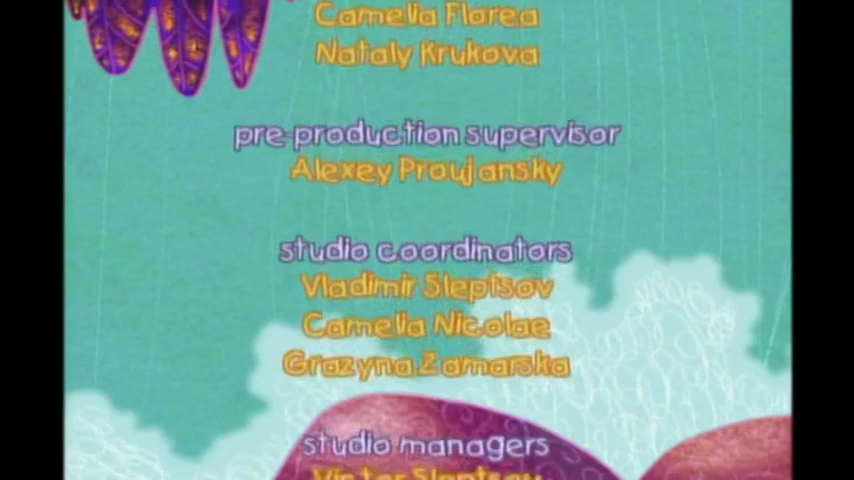 Camelia Florea
Nataly Krukova
pre-production supervisor
Alexey Proujansky
studio coordinators
Vladimir Sleptsov
Camelia Nicolae
Grazyna Zamarska
studio managers
Sleptsov